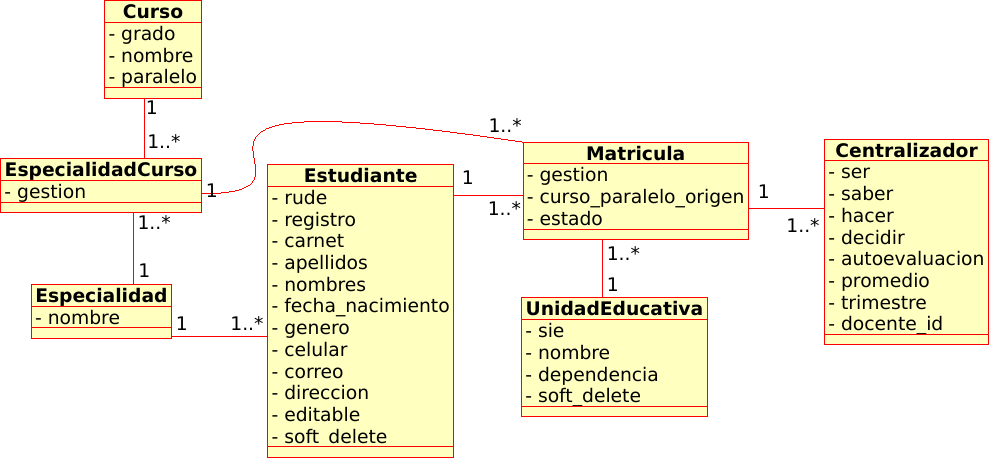 Curso
- grado
- nombre
- paralelo
1
1..*
EspecialidadCurso
- gestion
1
1..*
1..*
1
Especialidad
- nombre
1
1..*
Estudiante
- rude
- registro
- carnet
- apellidos
- nombres
- fecha_nacimiento
- genero
- celular
- correo
- direccion
- editable
- soft_delete
1
1..*
Matricula
- gestion
- curso_paralelo_origen
- estado
1..*
1
UnidadEducativa
- sie
- nombre
- dependencia
- soft_delete
1
1..*
Centralizador
- ser
- saber
- hacer
- decidir
- autoevaluacion
- promedio
- trimestre
- docente_id